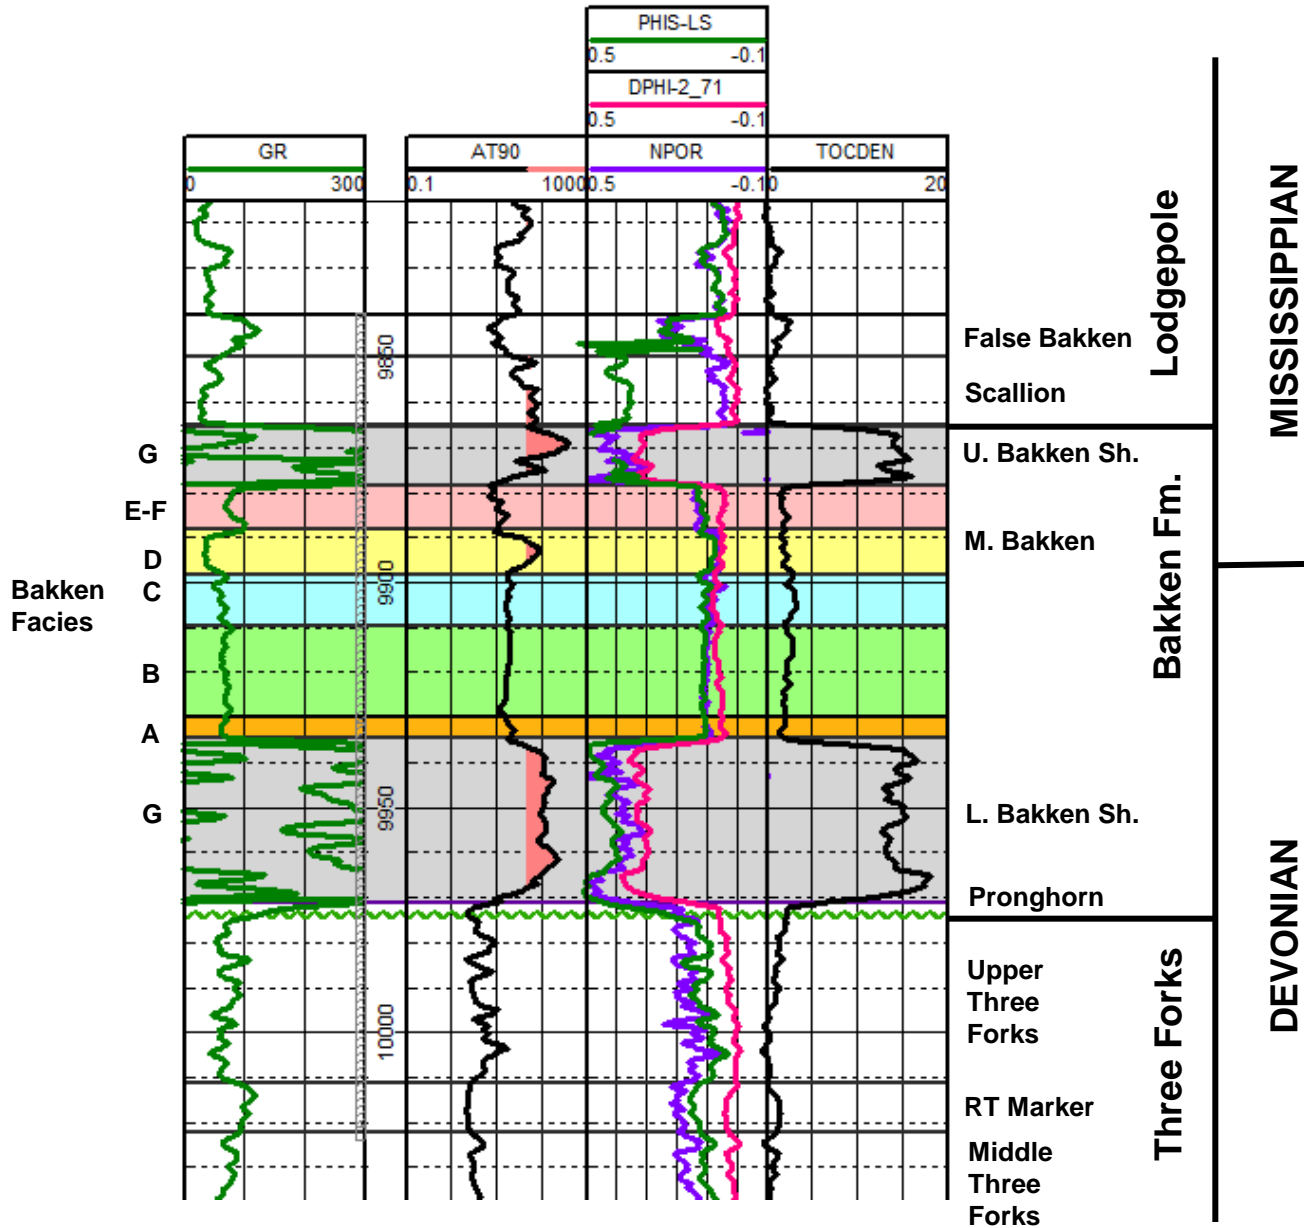 PHIS-LS
0.5 -0.1
DPHI-2_71
0.5 -0.1
GR AT90 NPOR TOCDEN
0 300 0.1 1000 0.5 -0.1 0 20
MISSISSIPPIAN
Lodgepole
False Bakken
9850
Scallion
G
U. Bakken Sh.
E-F
Bakken Fm.
M. Bakken
D
9900
Bakken
Facies
C
B
A
G
9950
L. Bakken Sh.
Pronghorn
DEVONIAN
Three Forks
Upper
Three
Forks
10000
RT Marker
Middle
Three
Forks